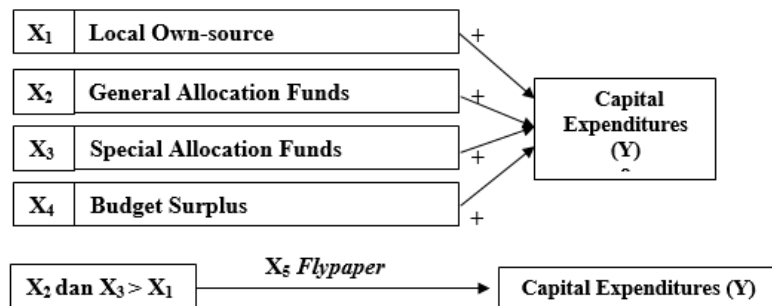 X₁ Local Own-source +
X₂ General Allocation Funds +
X₃ Special Allocation Funds +
X₄ Budget Surplus +
Capital
Expenditures
(Y)
X₂ dan X₃ > X₁
X₅ Flypaper
Capital Expenditures (Y)